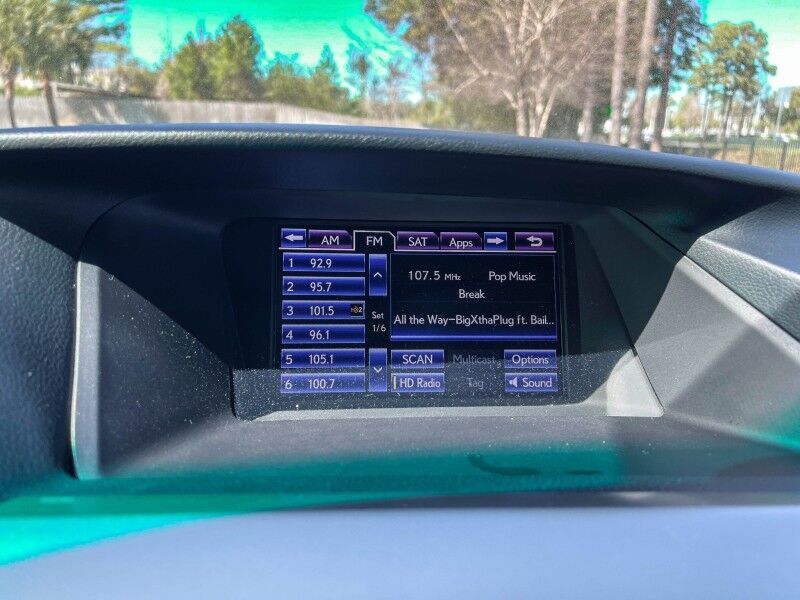 AM FM SAT Apps
1 92.9
2 95.7
3 101.5 HD 2
4 96.1
5 105.1
6 100.7
Set
1/6
107.5 MHz Pop Music
Break
All the Way-BigXthaPlug ft. Bail...
SCAN Multicast Options
HD Radio Tag Sound